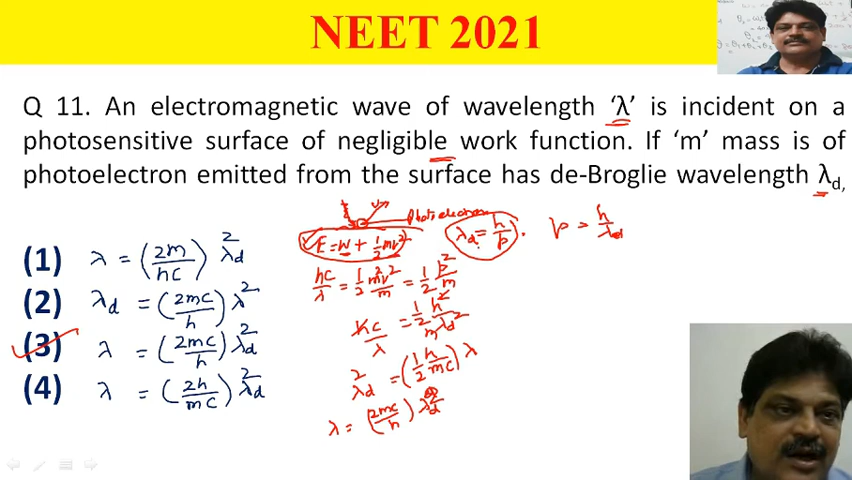 NEET 2021
Q 11. An electromagnetic wave of wavelength ‘λ’ is incident on a
photosensitive surface of negligible work function. If ‘m’ mass is of
photoelectron emitted from the surface has de-Broglie wavelength λd,
(1) λ = (2m/hc) λd²
(2) λd = (2mc/h) λ²
(3) λ = (2mc/h) λd²
(4) λ = (2h/mc) λd²
photoelectron
E = W + 1/2 mv²
λd = h/p . p = h/λd
hc/λ = 1/2 m²v²/m = 1/2 p²/m
hc/λ = 1/2 h²/mλd²
λd² = (1/2 h/mc) λ
λ = (2mc/h) λd²